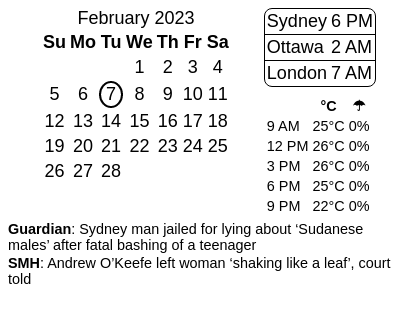 February 2023
Su Mo Tu We Th Fr Sa
1 2 3 4
5 6 7 8 9 10 11
12 13 14 15 16 17 18
19 20 21 22 23 24 25
26 27 28
Sydney 6 PM
Ottawa 2 AM
London 7 AM
°C ☂
9 AM 25°C 0%
12 PM 26°C 0%
3 PM 26°C 0%
6 PM 25°C 0%
9 PM 22°C 0%
Guardian: Sydney man jailed for lying about ‘Sudanese
males’ after fatal bashing of a teenager
SMH: Andrew O’Keefe left woman ‘shaking like a leaf’, court
told